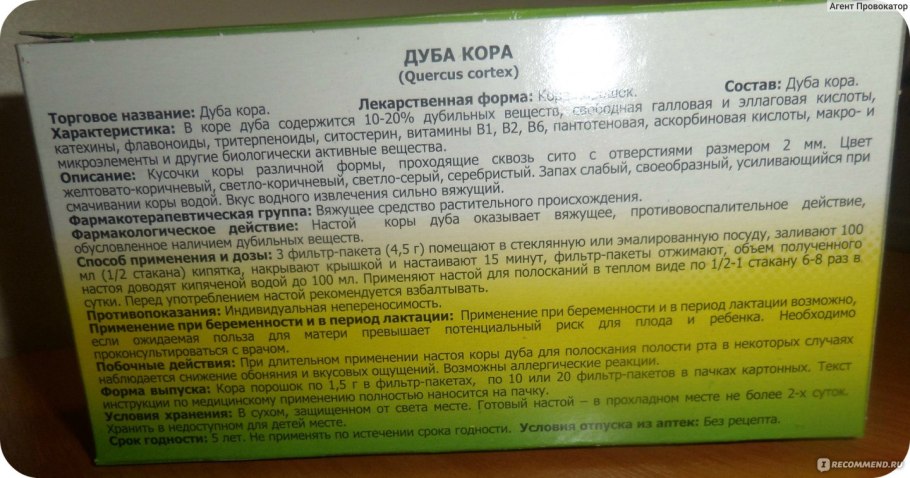 Агент Провокатор
ДУБА КОРА
(Quercus cortex)
Торговое название: Дуба кора. Лекарственная форма: Кора порошок. Состав: Дуба кора.
Характеристика: В коре дуба содержится 10-20% дубильных веществ, свободная галловая и эллаговая кислоты,
катехины, флавоноиды, тритерпеноиды, ситостерин, витамины В1, В2, В6, пантотеновая, аскорбиновая кислоты, макро- и
микроэлементы и другие биологически активные вещества.
Описание: Кусочки коры различной формы, проходящие сквозь сито с отверстиями размером 2 мм. Цвет
желтовато-коричневый, светло-коричневый, светло-серый, серебристый. Запах слабый, своеобразный, усиливающийся при
смачивании коры водой. Вкус водного извлечения сильно вяжущий.
Фармакотерапевтическая группа: Вяжущее средство растительного происхождения.
Фармакологическое действие: Настой коры дуба оказывает вяжущее, противовоспалительное действие,
обусловленное наличием дубильных веществ.
Способ применения и дозы: 3 фильтр-пакета (4,5 г) помещают в стеклянную или эмалированную посуду, заливают 100
мл (1/2 стакана) кипятка, накрывают крышкой и настаивают 15 минут, фильтр-пакеты отжимают, объем полученного
настоя доводят кипяченой водой до 100 мл. Применяют настой для полосканий в теплом виде по 1/2-1 стакану 6-8 раз в
сутки. Перед употреблением настой рекомендуется взбалтывать.
Противопоказания: Индивидуальная непереносимость.
Применение при беременности и в период лактации: Применение при беременности и в период лактации возможно,
если ожидаемая польза для матери превышает потенциальный риск для плода и ребенка. Необходимо
проконсультироваться с врачом.
Побочные действия: При длительном применении настоя коры дуба для полоскания полости рта в некоторых случаях
наблюдается снижение обоняния и вкусовых ощущений. Возможны аллергические реакции.
Форма выпуска: Кора порошок по 1,5 г в фильтр-пакетах, по 10 или 20 фильтр-пакетов в пачках картонных. Текст
инструкции по медицинскому применению полностью наносится на пачку.
Условия хранения: В сухом, защищенном от света месте. Готовый настой – в прохладном месте не более 2-х суток.
Хранить в недоступном для детей месте.
Срок годности: 5 лет. Не применять по истечении срока годности. Условия отпуска из аптек: Без рецепта.
IRECOMMEND.RU